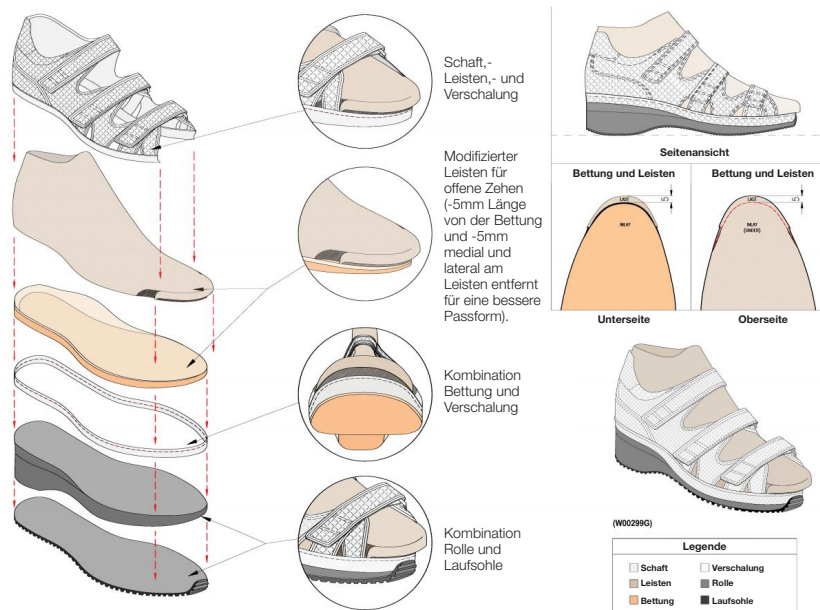 Schaft,-
Leisten,- und
Verschalung
Modifizierter
Leisten für
offene Zehen
(-5mm Länge
von der Bettung
und -5mm
medial und
lateral am
Leisten entfernt
für eine bessere
Passform).
Kombination
Bettung und
Verschalung
Kombination
Rolle und
Laufsohle
Seitenansicht
Bettung und Leisten
LAST
INLAY
Unterseite
Bettung und Leisten
LAST
INLAY
(UNDER)
Oberseite
(W00299G)
Legende
Schaft
Verschalung
Leisten
Rolle
Bettung
Laufsohle